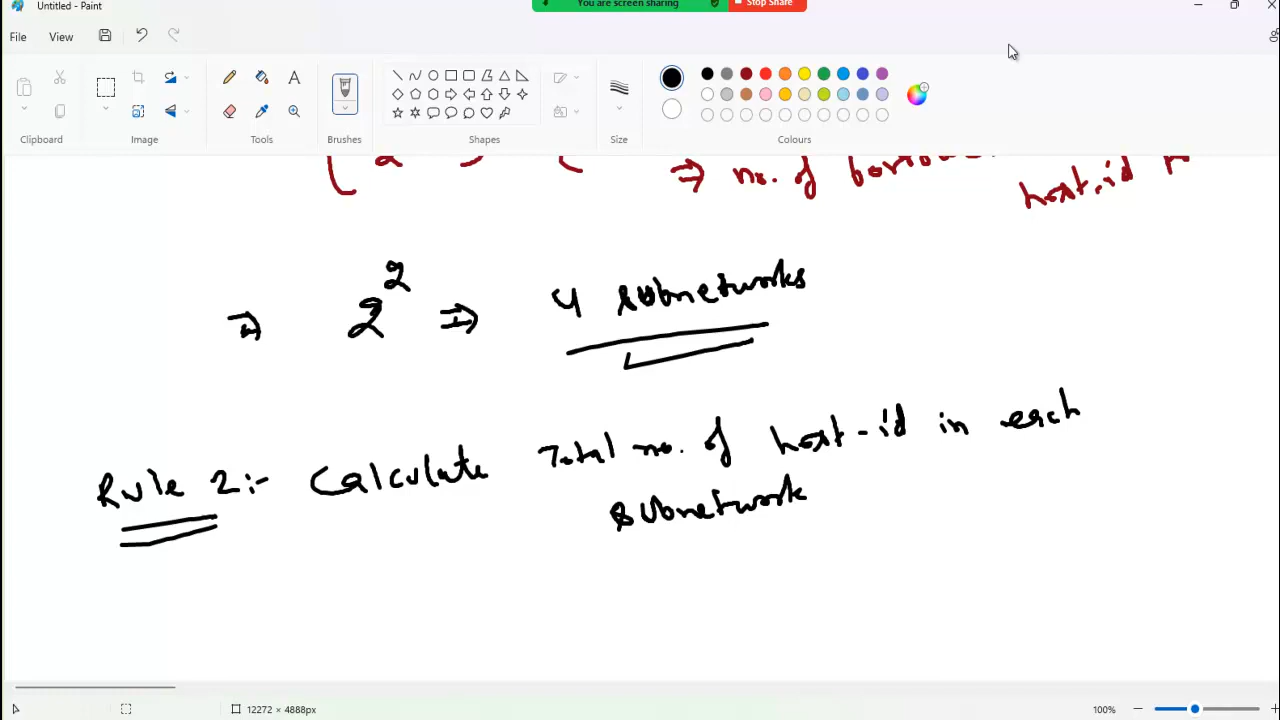 Untitled - Paint
You are screen sharing
Stop Share
File View
Clipboard Image Tools Brushes Shapes Size Colours
⇒ no. of
host-id
⇒ 2² ⇒ 4 subnetworks
Rule 2:- Calculate Total no. of host-id in each
subnetwork
12272 × 4888px
100%